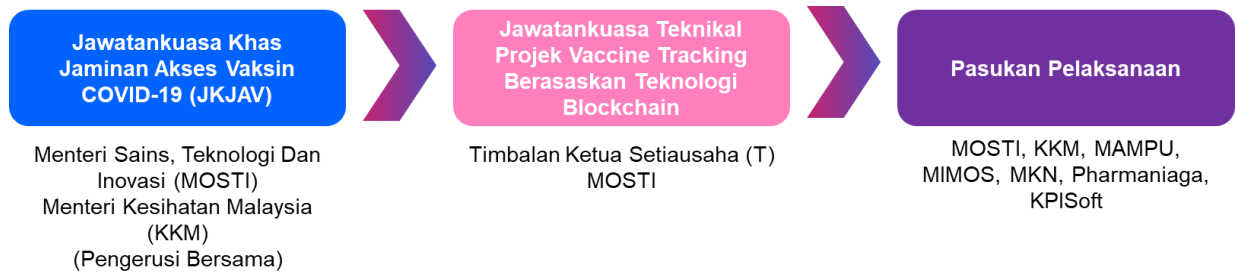 Jawatankuasa Khas
Jaminan Akses Vaksin
COVID-19 (JKJAV)
Menteri Sains, Teknologi Dan
Inovasi (MOSTI)
Menteri Kesihatan Malaysia
(KKM)
(Pengerusi Bersama)
Jawatankuasa Teknikal
Projek Vaccine Tracking
Berasaskan Teknologi
Blockchain
Timbalan Ketua Setiausaha (T)
MOSTI
Pasukan Pelaksanaan
MOSTI, KKM, MAMPU,
MIMOS, MKN, Pharmaniaga,
KPISoft